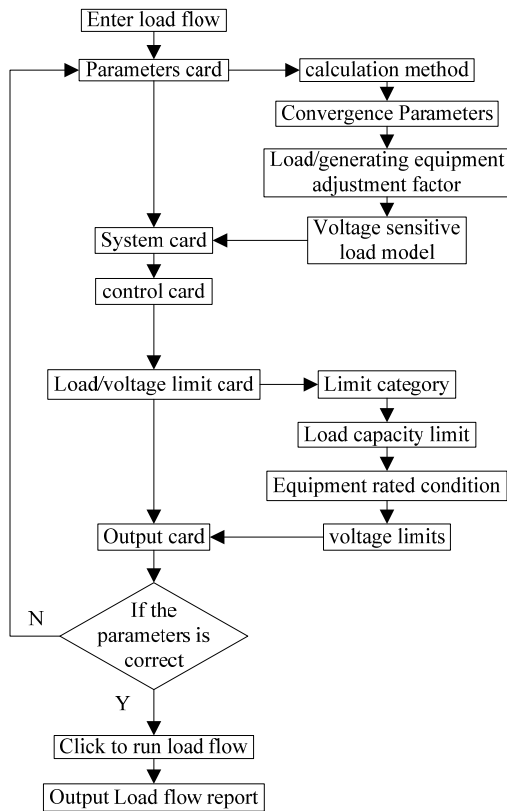 Enter load flow
Parameters card
calculation method
Convergence Parameters
Load/generating equipment
adjustment factor
Voltage sensitive
load model
System card
control card
Load/voltage limit card
Limit category
Load capacity limit
Equipment rated condition
voltage limits
Output card
If the
parameters is
correct
N
Y
Click to run load flow
Output Load flow report